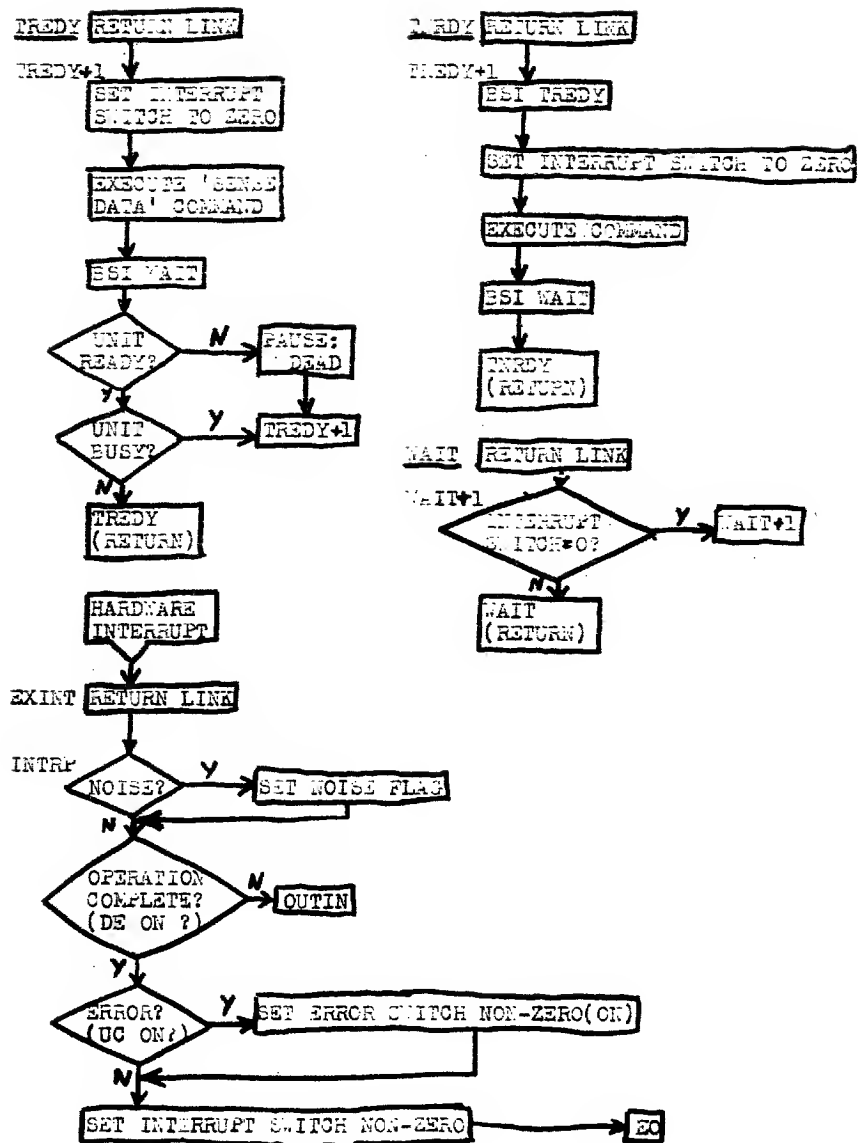 TREDY RETURN LINK
TREDY+1
SET INTERRUPT
SWITCH TO ZERO
EXECUTE 'SENSE
DATA' COMMAND
BSI WAIT
UNIT
READY?
N
PAUSE:
DEAD
Y
UNIT
BUSY?
Y
TREDY+1
N
TREDY
(RETURN)
HARDWARE
INTERRUPT
EXINT RETURN LINK
INTRP
NOISE?
Y
SET NOISE FLAG
N
OPERATION
COMPLETE?
(DE ON ?)
N
OUTIN
Y
ERROR?
(UC ON?)
Y
SET ERROR SWITCH NON-ZERO(ON)
N
SET INTERRUPT SWITCH NON-ZERO
RETURN LINK
BSI TREDY
SET INTERRUPT SWITCH TO ZERO
EXECUTE COMMAND
BSI WAIT
TNRDY
(RETURN)
WAIT RETURN LINK
WAIT+1
INTERRUPT
SWITCH=0?
Y
WAIT+1
N
WAIT
(RETURN)